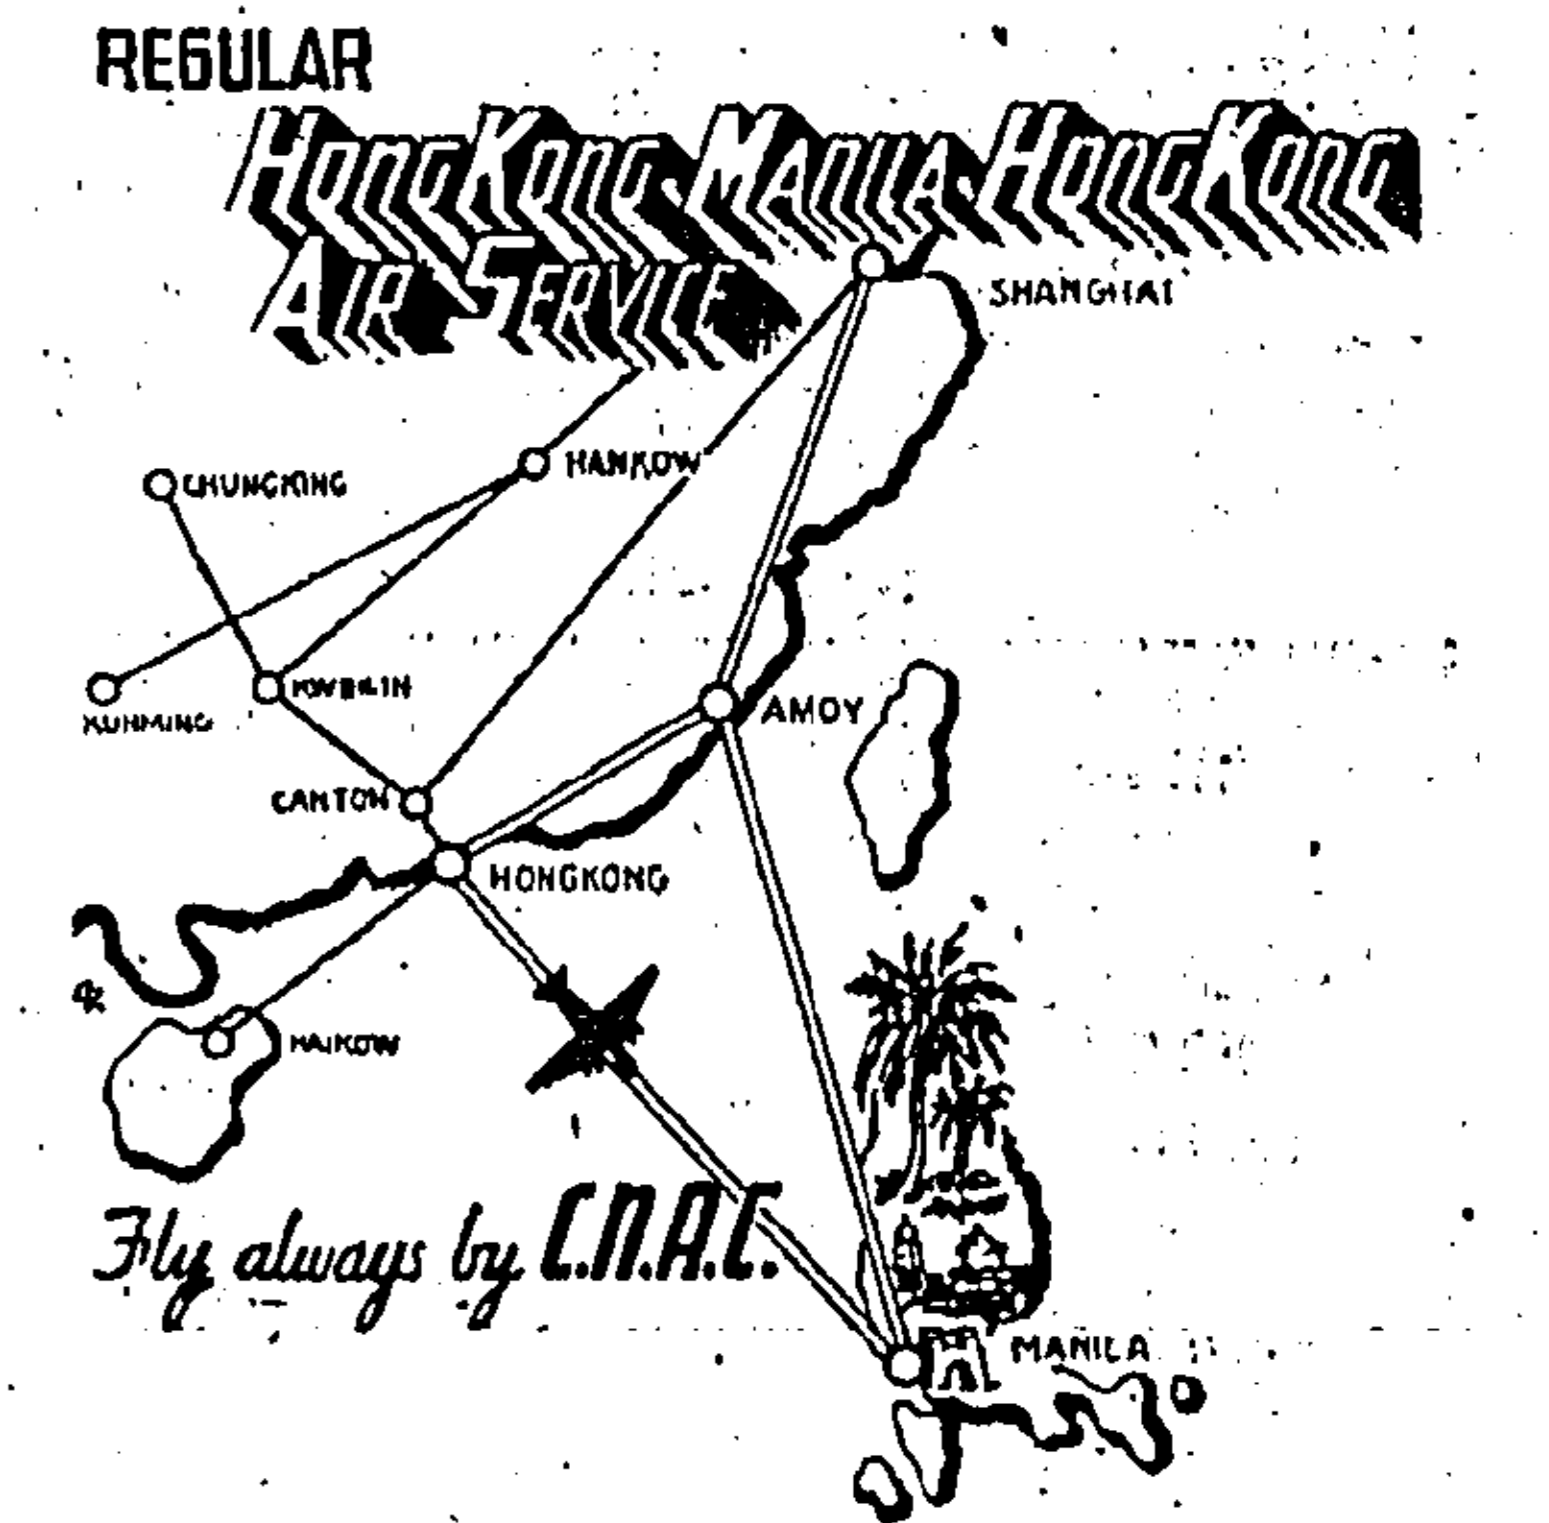 REGULAR
HONGKONG-MANILA-HONGKONG
AIR SERVICE
SHANGHAI
HANKOW
CHUNGKING
KWEILIN
KUNMING
AMOY
CANTON
HONGKONG
HAIKOW
Fly always by C.N.A.C.
MANILA